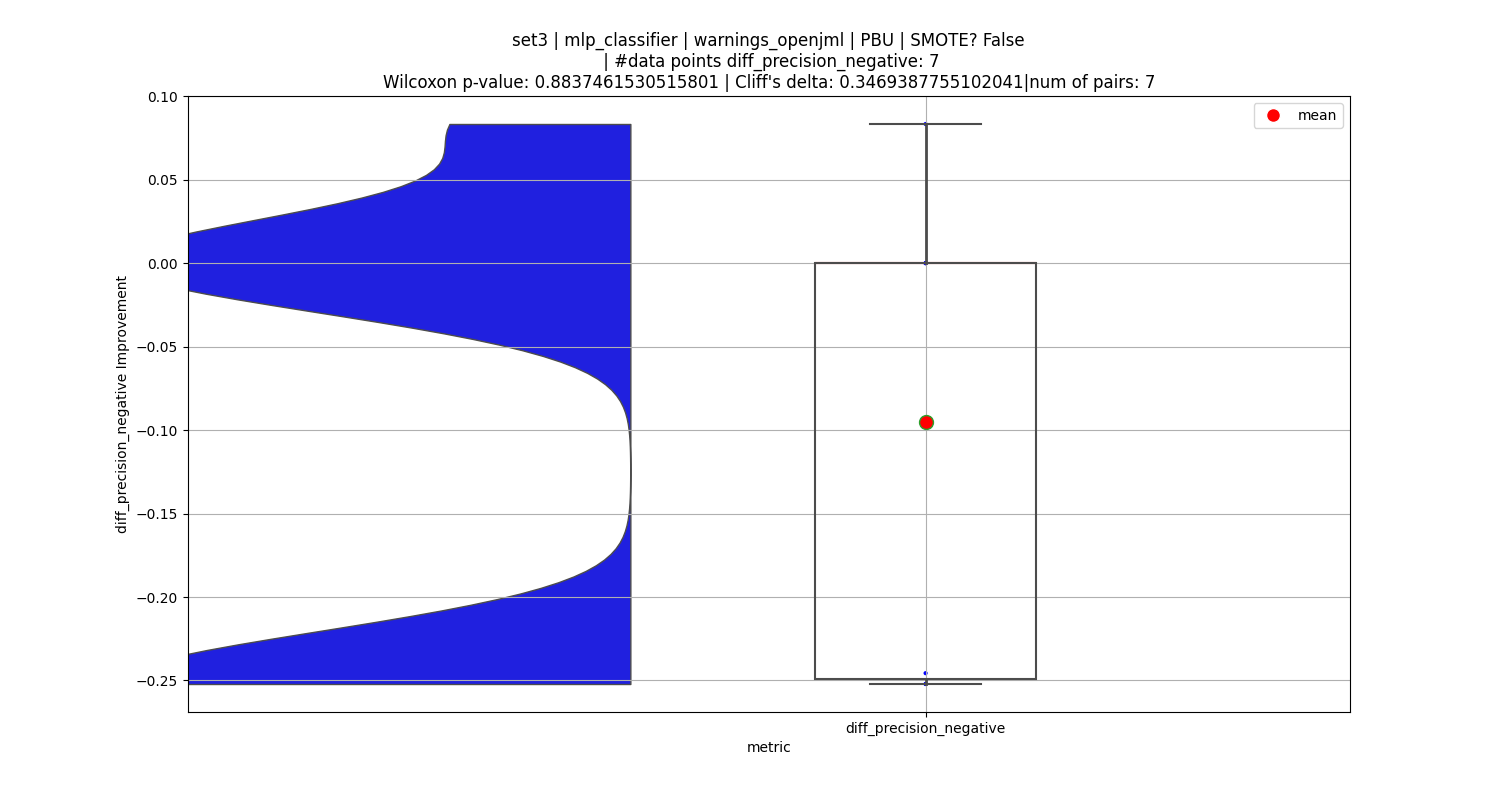 set3 | mlp_classifier | warnings_openjml | PBU | SMOTE? False
| #data points diff_precision_negative: 7
Wilcoxon p-value: 0.8837461530515801 | Cliff's delta: 0.3469387755102041|num of pairs: 7
mean
0.10
0.05
0.00
−0.05
−0.10
−0.15
−0.20
−0.25
diff_precision_negative Improvement
diff_precision_negative
metric